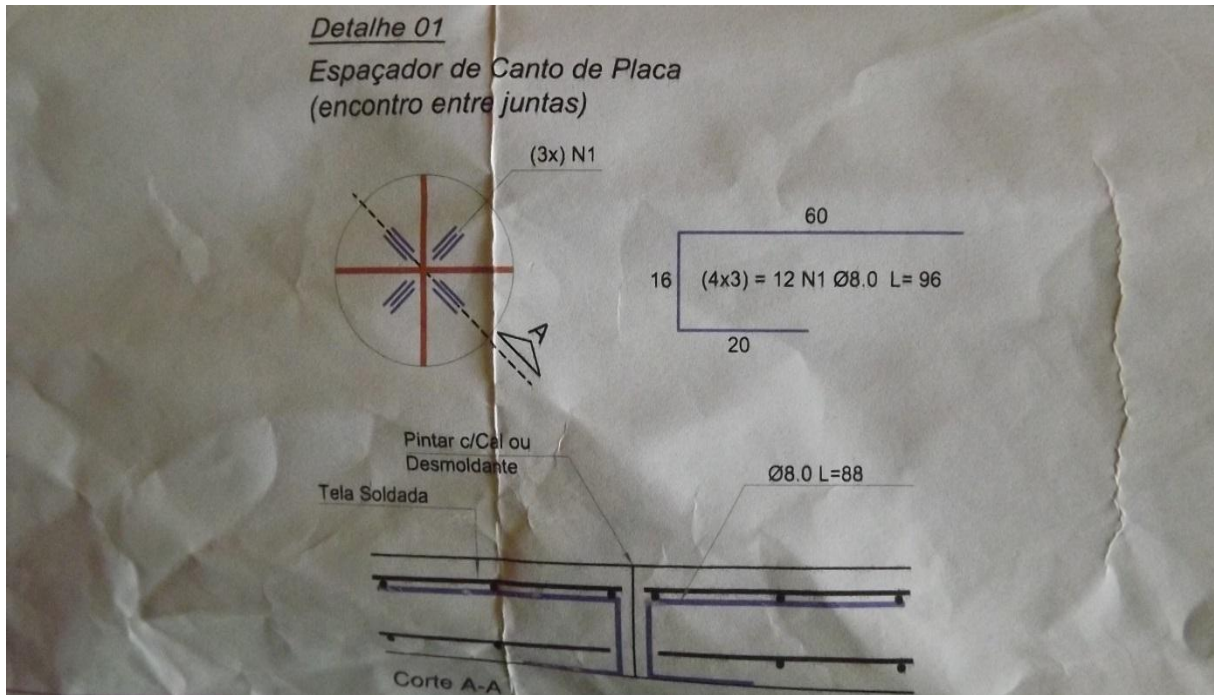 Detalhe 01
Espaçador de Canto de Placa
(encontro entre juntas)
(3x) N1
60
16
(4x3) = 12 N1 Ø8.0 L= 96
20
A
Pintar c/Cal ou
Desmoldante
Ø8.0 L=88
Tela Soldada
Corte A-A